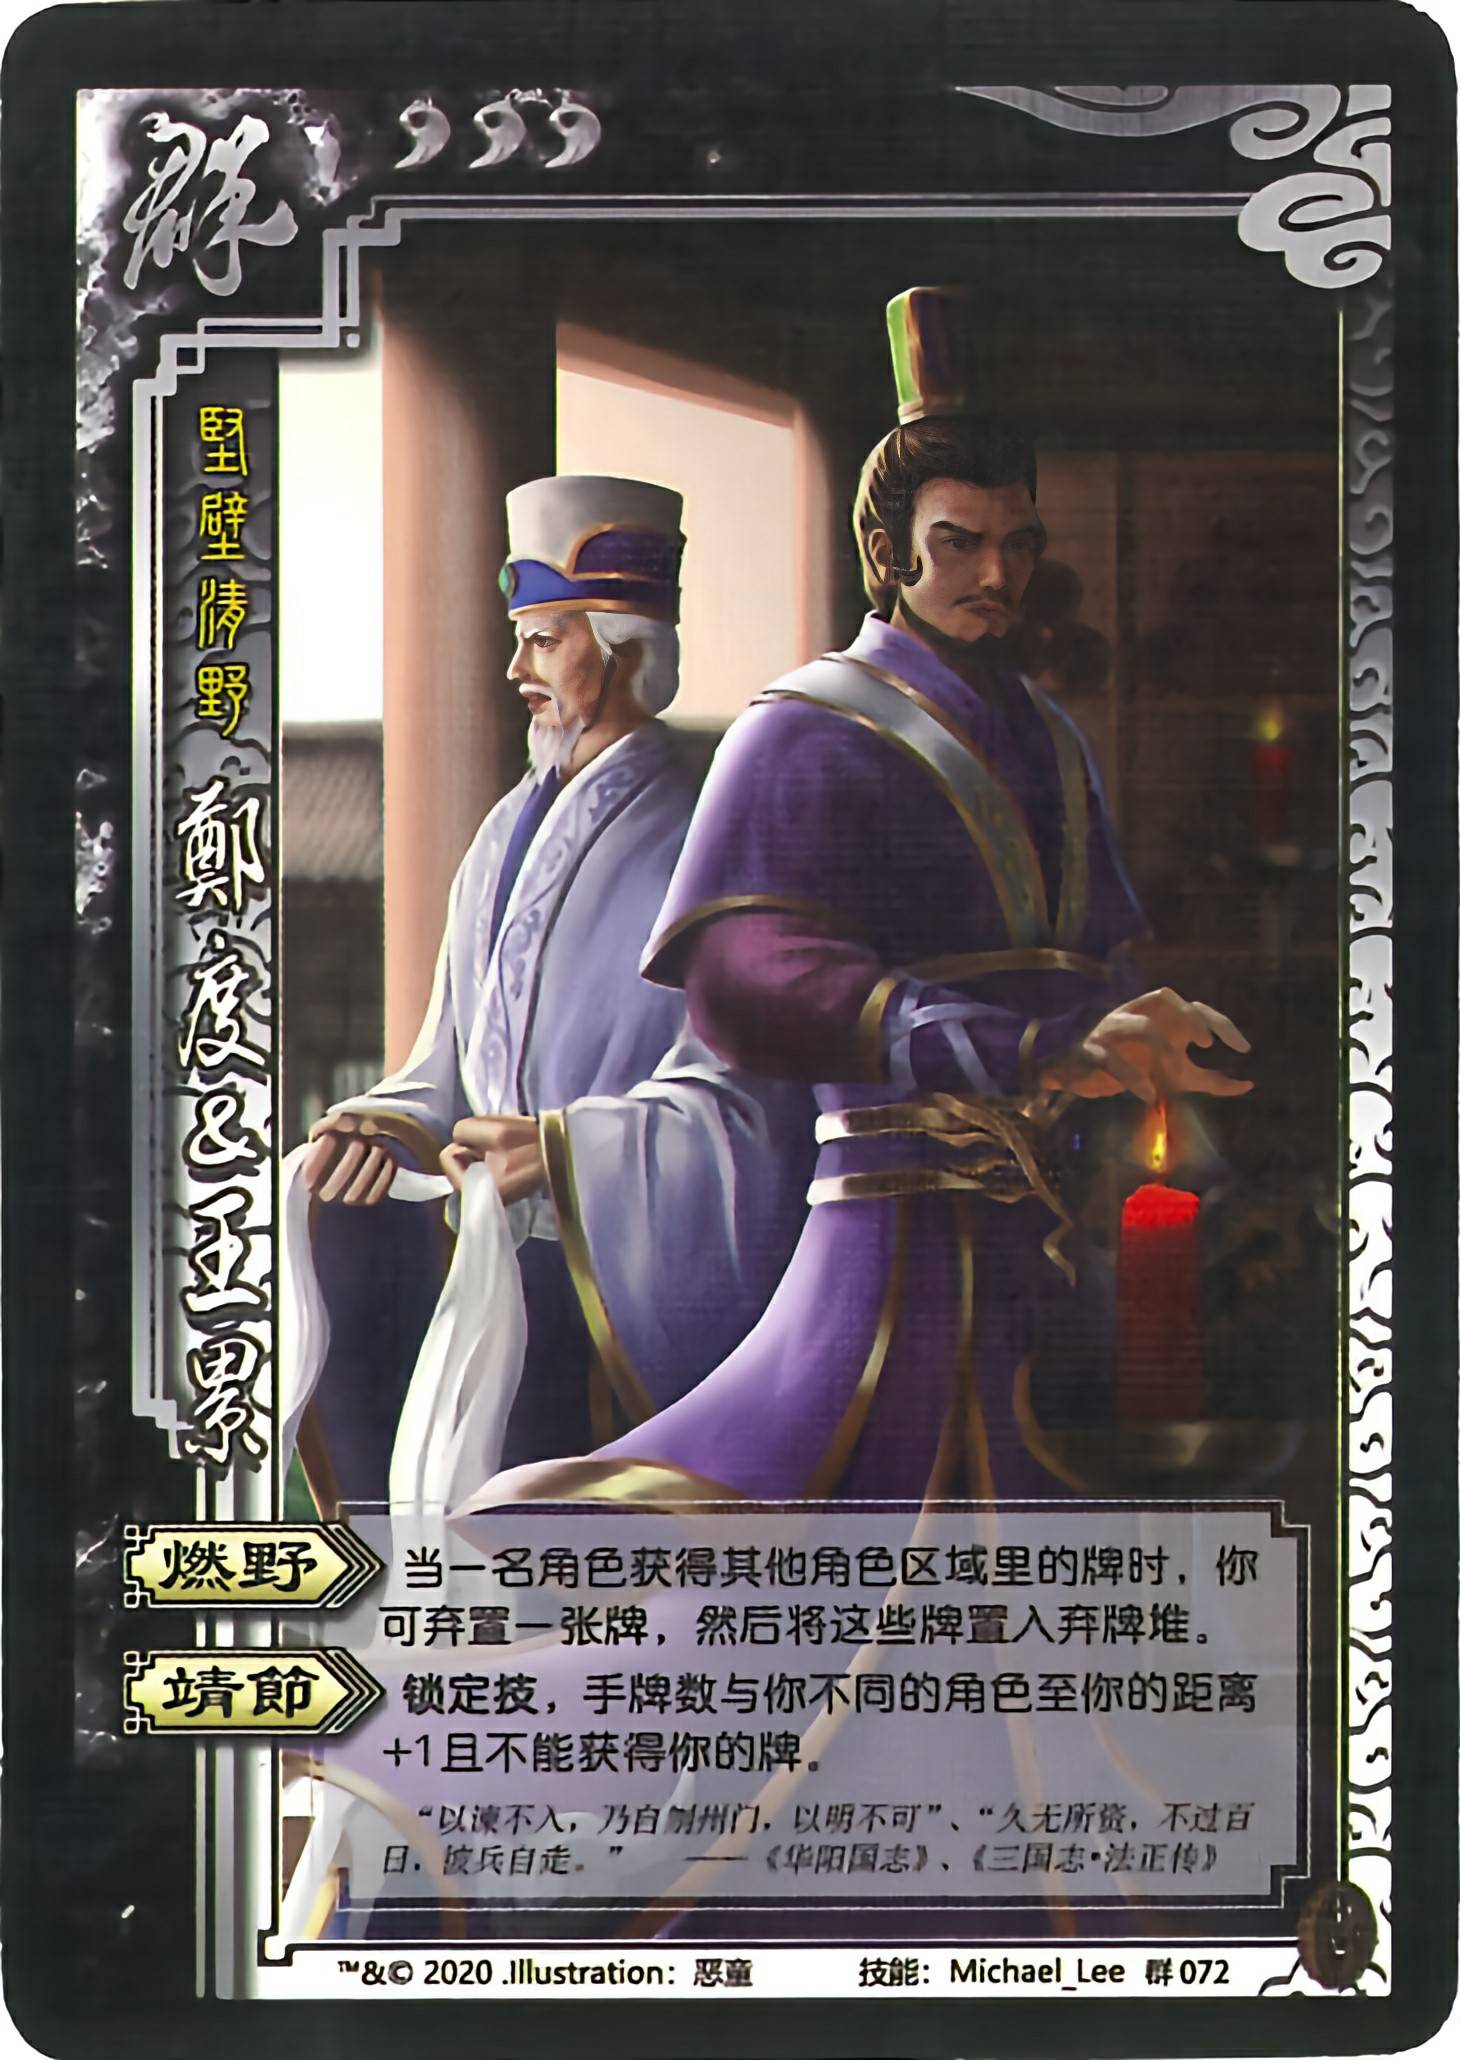 群
堅壁清野
鄭度&王累
燃野
当一名角色获得其他角色区域里的牌时，你
可弃置一张牌，然后将这些牌置入弃牌堆。
靖節
锁定技，手牌数与你不同的角色至你的距离
+1且不能获得你的牌。
“以谏不入，乃自刎州门，以明不可”、“久无所资，不过百
日，彼兵自走。”——《华阳国志》、《三国志·法正传》
™&© 2020 .Illustration：恶童
技能：Michael_Lee 群072